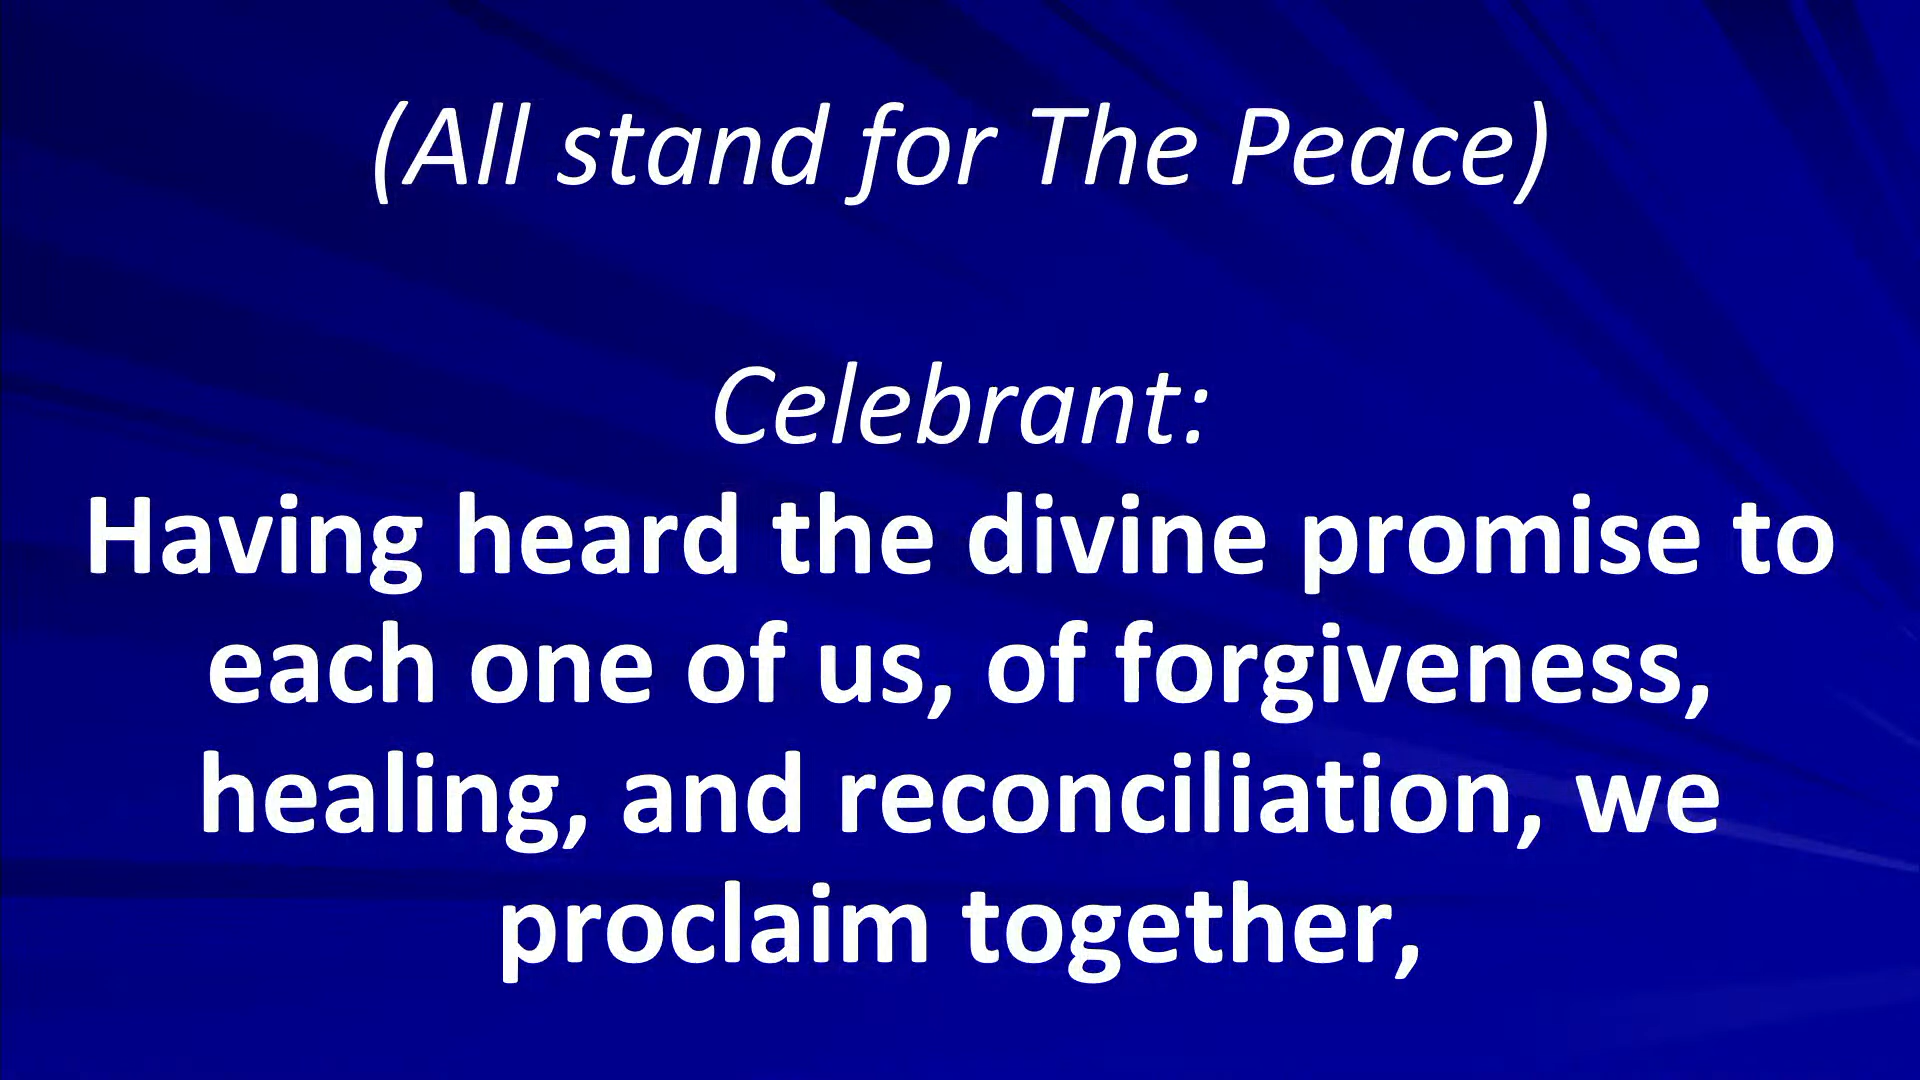 (All stand for The Peace)
Celebrant:
Having heard the divine promise to
each one of us, of forgiveness,
healing, and reconciliation, we
proclaim together,